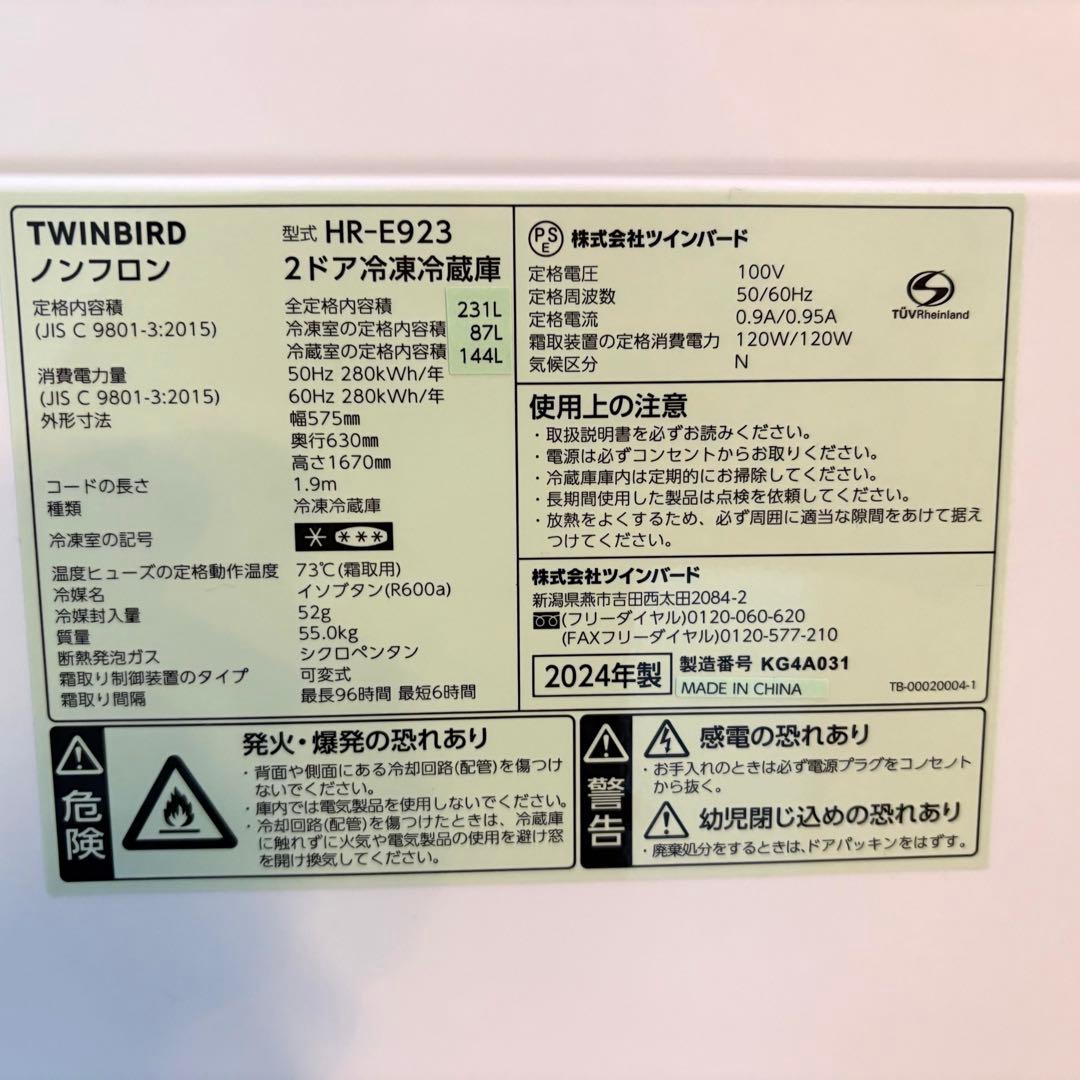 TWINBIRD 型式 HR-E923
ノンフロン 2ドア冷凍冷蔵庫
定格内容積 全定格内容積 231L
(JIS C 9801-3:2015) 冷凍室の定格内容積 87L
冷蔵室の定格内容積 144L
消費電力量 50Hz 280kWh/年
(JIS C 9801-3:2015) 60Hz 280kWh/年
外形寸法 幅575㎜
奥行630㎜
高さ1670㎜
コードの長さ 1.9m
種類 冷凍冷蔵庫
冷凍室の記号
温度ヒューズの定格動作温度 73℃(霜取用)
冷媒名 イソブタン(R600a)
冷媒封入量 52g
質量 55.0kg
断熱発泡ガス シクロペンタン
霜取り制御装置のタイプ 可変式
霜取り間隔 最長96時間 最短6時間
PSE 株式会社ツインバード
定格電圧 100V
定格周波数 50/60Hz
定格電流 0.9A/0.95A
霜取装置の定格消費電力 120W/120W
気候区分 N
TÜVRheinland
使用上の注意
・取扱説明書を必ずお読みください。
・電源は必ずコンセントからお取りください。
・冷蔵庫庫内は定期的にお掃除してください。
・長期間使用した製品は点検を依頼してください。
・放熱をよくするため、必ず周囲に適当な隙間をあけて据え
つけてください。
株式会社ツインバード
新潟県燕市吉田西太田2084-2
(フリーダイヤル)0120-060-620
(FAXフリーダイヤル)0120-577-210
2024年製 製造番号 KG4A031
MADE IN CHINA TB-00020004-1
危険
発火・爆発の恐れあり
・背面や側面にある冷却回路(配管)を傷つけ
ないでください。
・庫内では電気製品を使用しないでください。
・冷却回路(配管)を傷つけたときは、冷蔵庫
に触れずに火気や電気製品の使用を避け窓
を開け換気してください。
警告
感電の恐れあり
・お手入れのときは必ず電源プラグをコンセント
から抜く。
幼児閉じ込めの恐れあり
・廃棄処分をするときは、ドアパッキンをはずす。